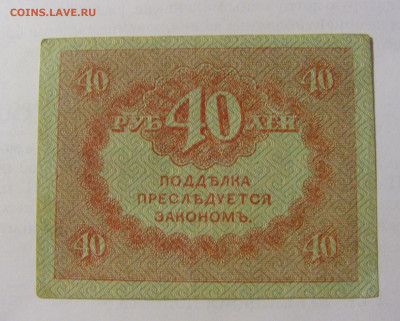 COINS.LAVE.RU
40 40
РУБ 40 ЛЕЙ
ПОДДѢЛКА
ПРЕСЛѢДУЕТСЯ
ЗАКОНОМЪ.
40 40